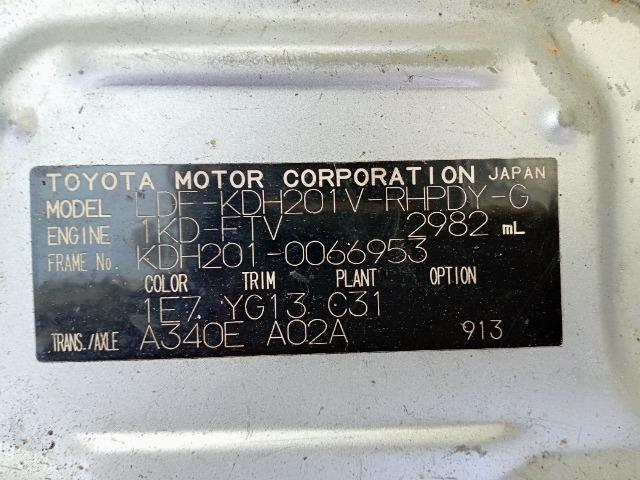 TOYOTA MOTOR CORPORATION JAPAN
MODEL LDF-KDH201V-RHPDY-G
ENGINE 1KD-FTV 2982 mL
FRAME No. KDH201-0066953
COLOR TRIM PLANT OPTION
1E7 YG13 C31
TRANS./AXLE A340E A02A 913